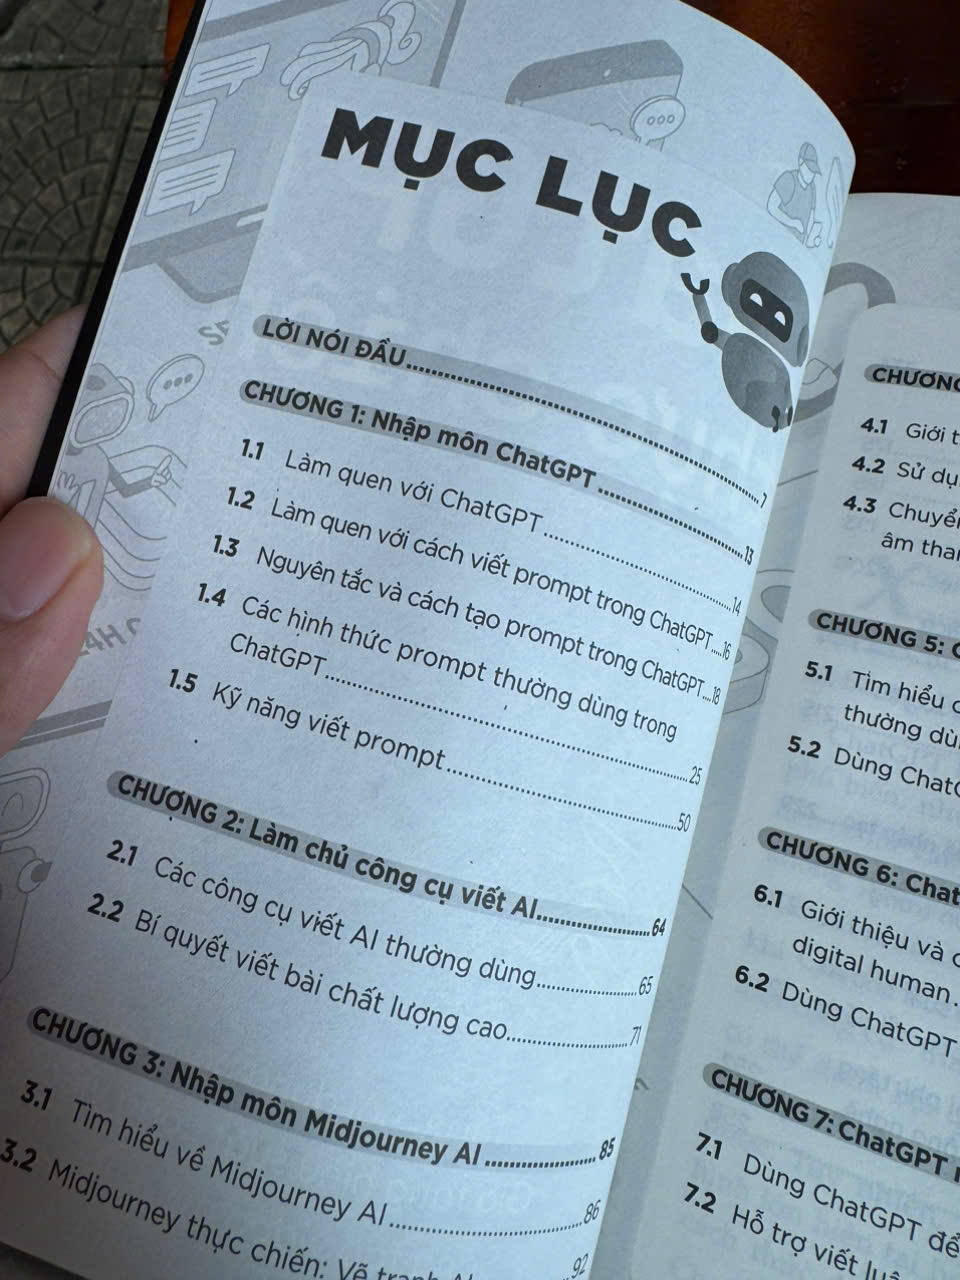 MỤC LỤC
LỜI NÓI ĐẦU.....7
CHƯƠNG 1: Nhập môn ChatGPT.....13
1.1 Làm quen với ChatGPT.....14
1.2 Làm quen với cách viết prompt trong ChatGPT.....16
1.3 Nguyên tắc và cách tạo prompt trong ChatGPT.....18
1.4 Các hình thức prompt thường dùng trong
ChatGPT.....25
1.5 Kỹ năng viết prompt.....50
CHƯƠNG 2: Làm chủ công cụ viết AI.....64
2.1 Các công cụ viết AI thường dùng.....65
2.2 Bí quyết viết bài chất lượng cao.....71
CHƯƠNG 3: Nhập môn Midjourney AI.....85
3.1 Tìm hiểu về Midjourney AI.....86
3.2 Midjourney thực chiến: Vẽ tranh.....92
CHƯƠNG
4.1 Giới
4.2 Sử
4.3
âm
CHƯƠNG 5:
5.1 Tìm hiểu
thường
5.2 Dùng
CHƯƠNG 6:
6.1 Giới thiệu và
digital human.
6.2 Dùng ChatGPT
CHƯƠNG 7: ChatGPT
7.1 Dùng ChatGPT để
7.2 Hỗ trợ viết